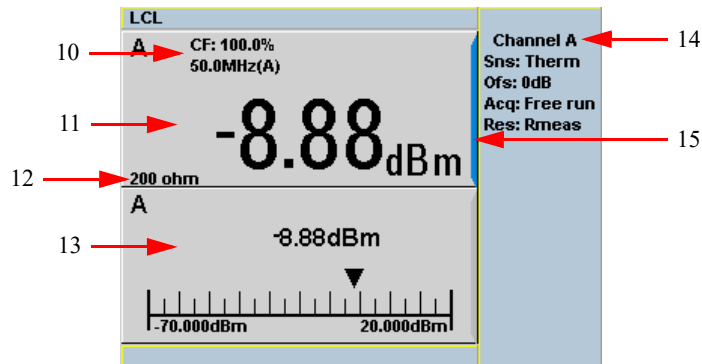 LCL
10
A
CF: 100.0%
50.0MHz(A)
11
-8.88dBm
12
200 ohm
A
13
-8.88dBm
-70.000dBm
20.000dBm
Channel A
14
Sns: Therm
Ofs: 0dB
Acq: Free run
Res: Rmeas
15